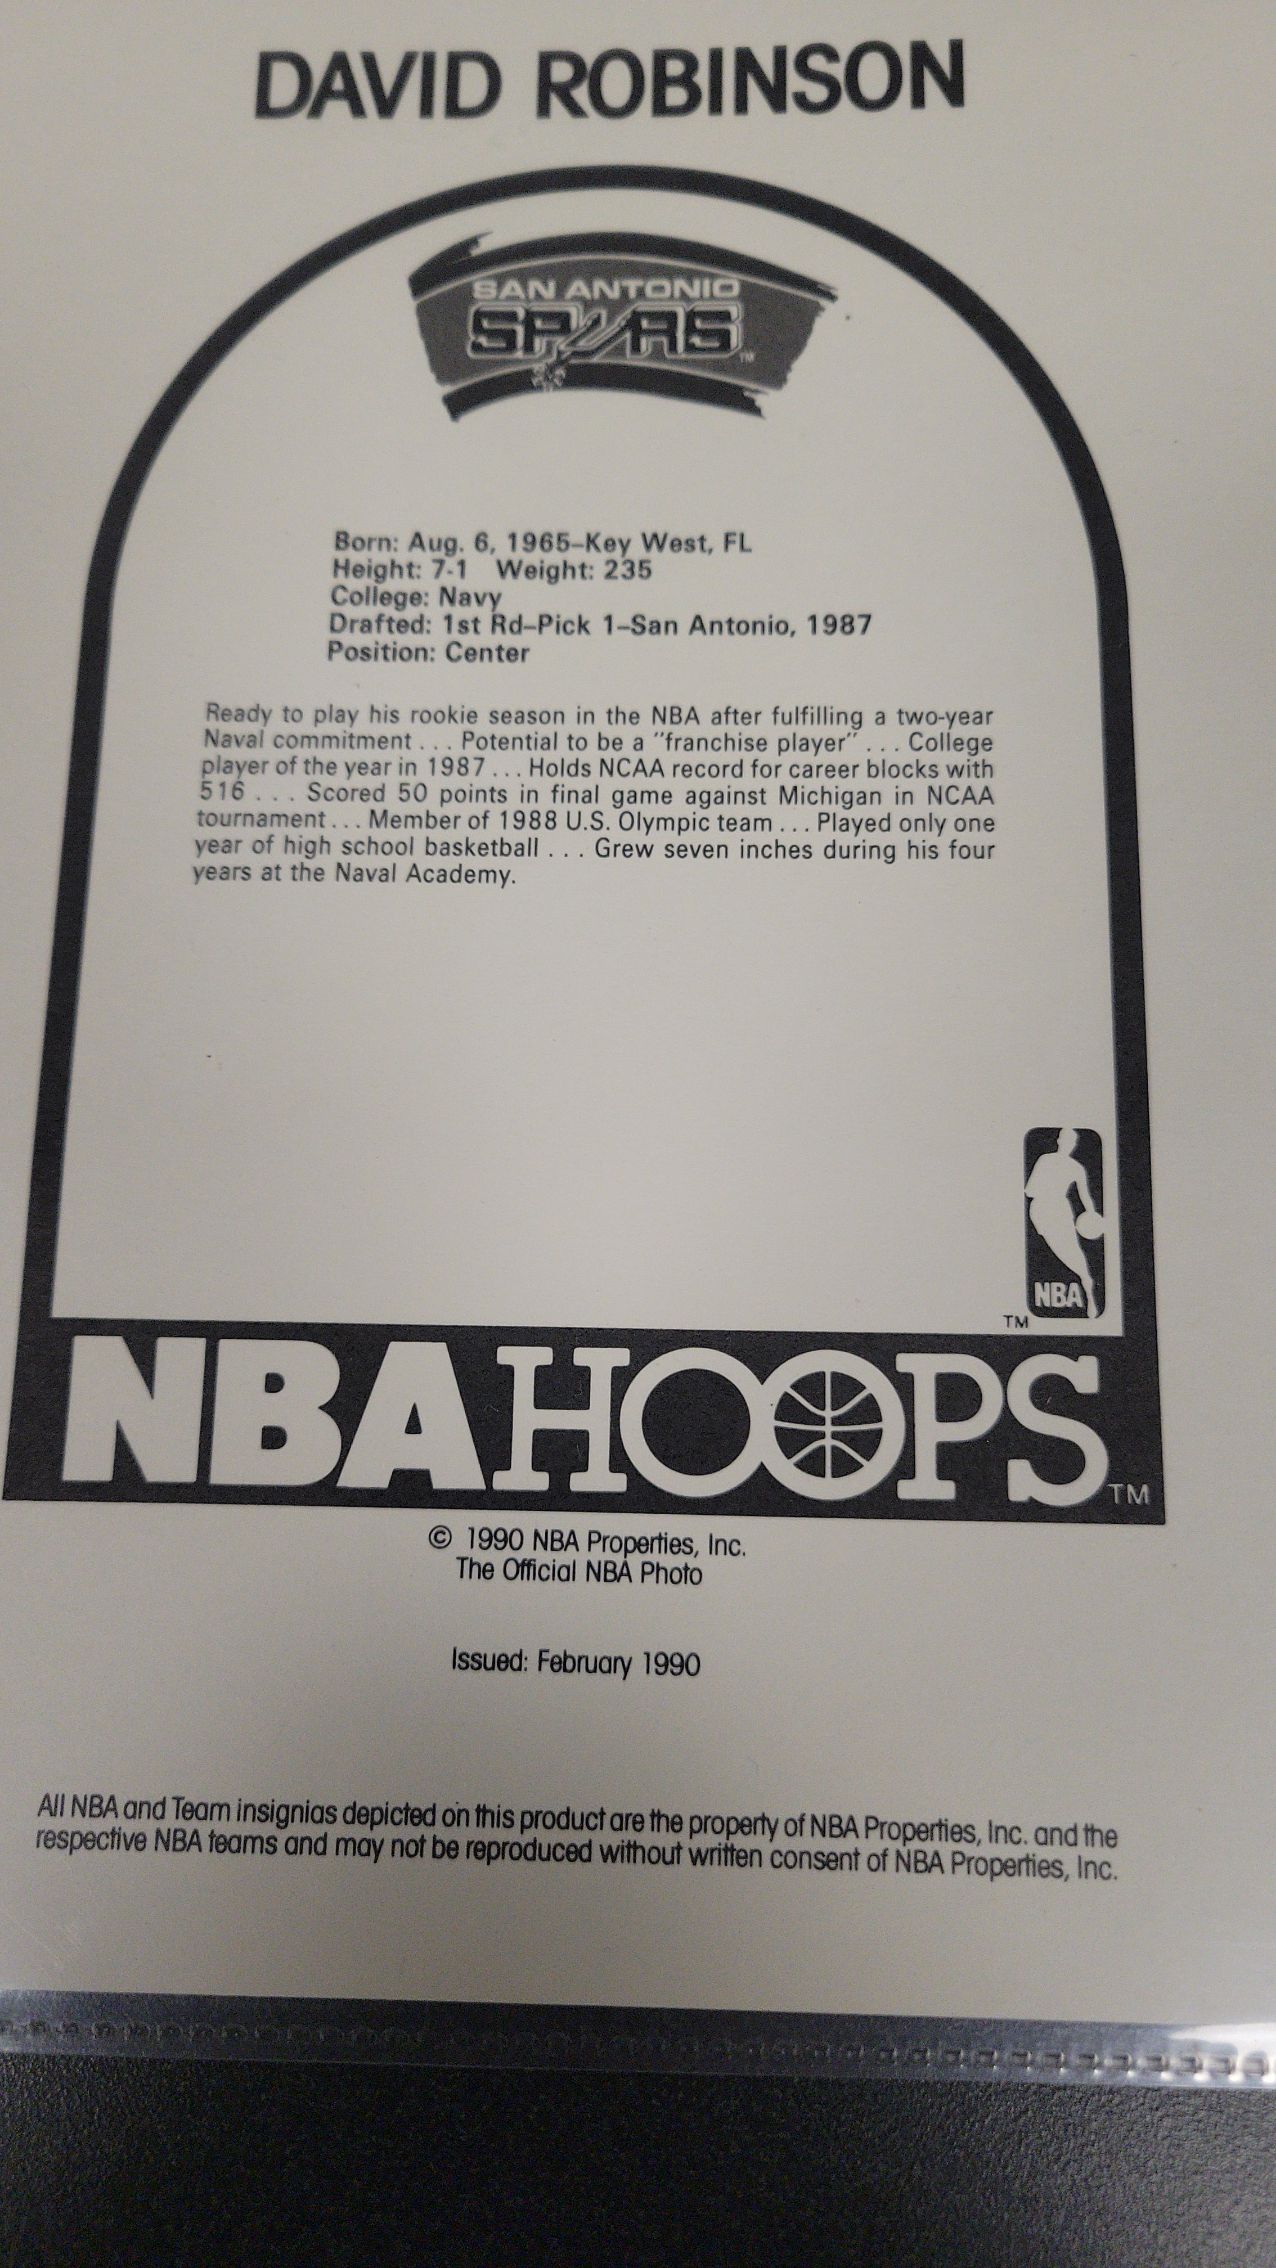 DAVID ROBINSON
SAN ANTONIO
SPURS
TM
Born: Aug. 6, 1965–Key West, FL
Height: 7-1 Weight: 235
College: Navy
Drafted: 1st Rd–Pick 1–San Antonio, 1987
Position: Center
Ready to play his rookie season in the NBA after fulfilling a two-year
Naval commitment . . . Potential to be a "franchise player" . . . College
player of the year in 1987 . . . Holds NCAA record for career blocks with
516 . . . Scored 50 points in final game against Michigan in NCAA
tournament . . . Member of 1988 U.S. Olympic team . . . Played only one
year of high school basketball . . . Grew seven inches during his four
years at the Naval Academy.
NBA
TM
NBA HOOPS TM
© 1990 NBA Properties, Inc.
The Official NBA Photo
Issued: February 1990
All NBA and Team insignias depicted on this product are the property of NBA Properties, Inc. and the
respective NBA teams and may not be reproduced without written consent of NBA Properties, Inc.